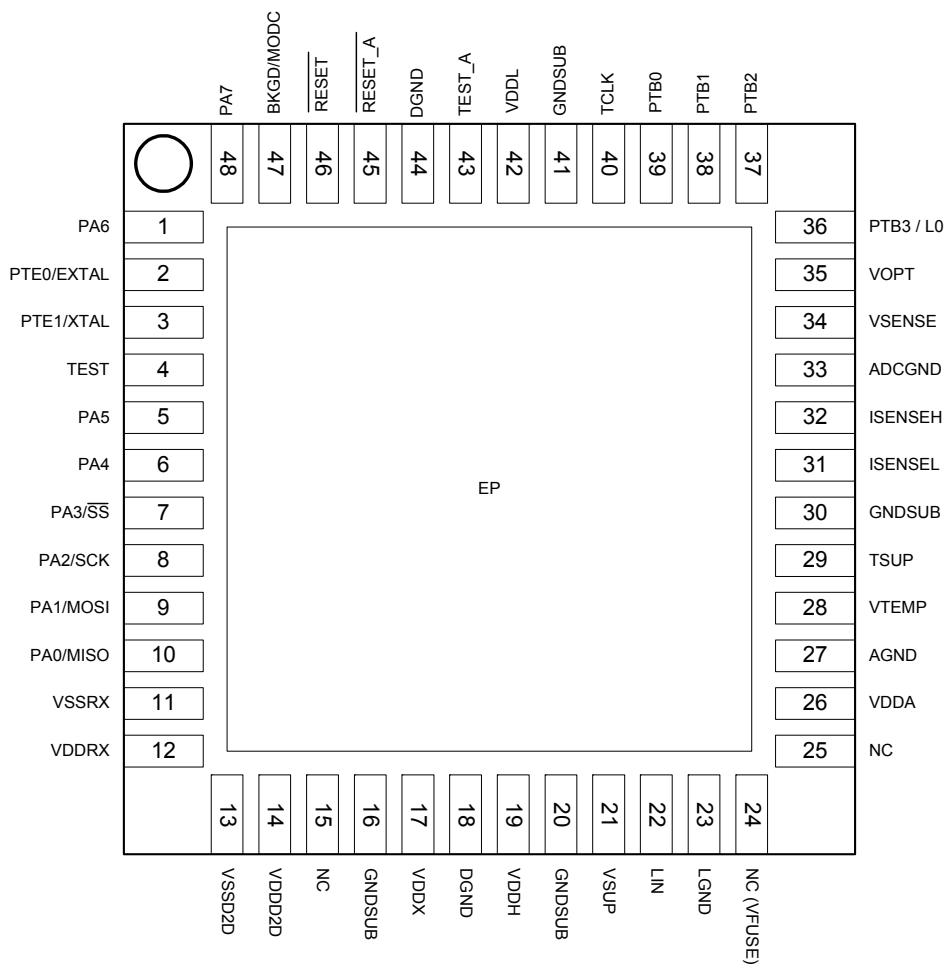 PA7
BKGD/MODC
RESET
RESET_A
DGND
TEST_A
VDDL
GNDSUB
TCLK
PTB0
PTB1
PTB2
48
47
46
45
44
43
42
41
40
39
38
37
PA6 1
PTE0/EXTAL 2
PTE1/XTAL 3
TEST 4
PA5 5
PA4 6
PA3/SS 7
PA2/SCK 8
PA1/MOSI 9
PA0/MISO 10
VSSRX 11
VDDRX 12
EP
36 PTB3 / L0
35 VOPT
34 VSENSE
33 ADCGND
32 ISENSEH
31 ISENSEL
30 GNDSUB
29 TSUP
28 VTEMP
27 AGND
26 VDDA
25 NC
13
14
15
16
17
18
19
20
21
22
23
24
VSSD2D
VDDD2D
NC
GNDSUB
VDDX
DGND
VDDH
GNDSUB
VSUP
LIN
LGND
NC (VFUSE)